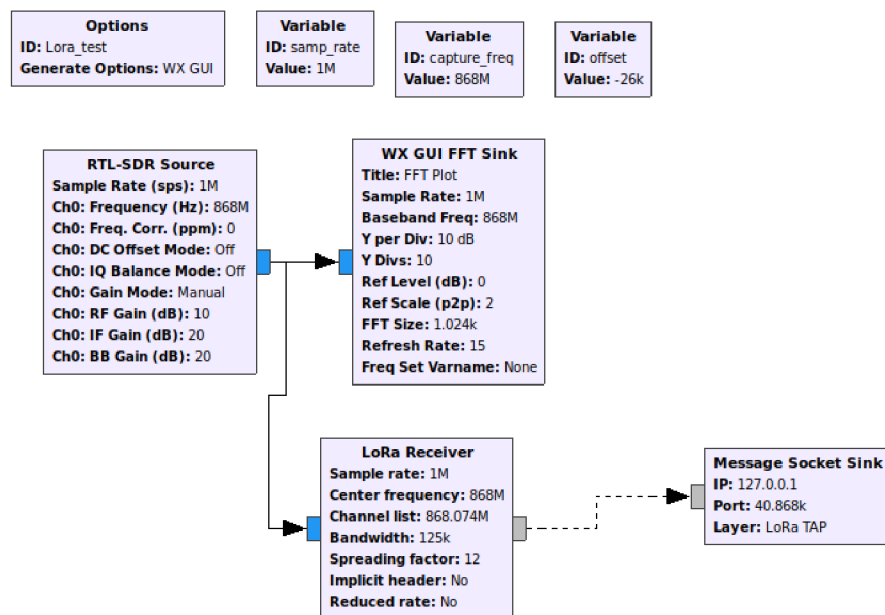 Options
ID: Lora_test
Generate Options: WX GUI
Variable
ID: samp_rate
Value: 1M
Variable
ID: capture_freq
Value: 868M
Variable
ID: offset
Value: -26k
RTL-SDR Source
Sample Rate (sps): 1M
Ch0: Frequency (Hz): 868M
Ch0: Freq. Corr. (ppm): 0
Ch0: DC Offset Mode: Off
Ch0: IQ Balance Mode: Off
Ch0: Gain Mode: Manual
Ch0: RF Gain (dB): 10
Ch0: IF Gain (dB): 20
Ch0: BB Gain (dB): 20
WX GUI FFT Sink
Title: FFT Plot
Sample Rate: 1M
Baseband Freq: 868M
Y per Div: 10 dB
Y Divs: 10
Ref Level (dB): 0
Ref Scale (p2p): 2
FFT Size: 1.024k
Refresh Rate: 15
Freq Set Varname: None
LoRa Receiver
Sample rate: 1M
Center frequency: 868M
Channel list: 868.074M
Bandwidth: 125k
Spreading factor: 12
Implicit header: No
Reduced rate: No
Message Socket Sink
IP: 127.0.0.1
Port: 40.868k
Layer: LoRa TAP